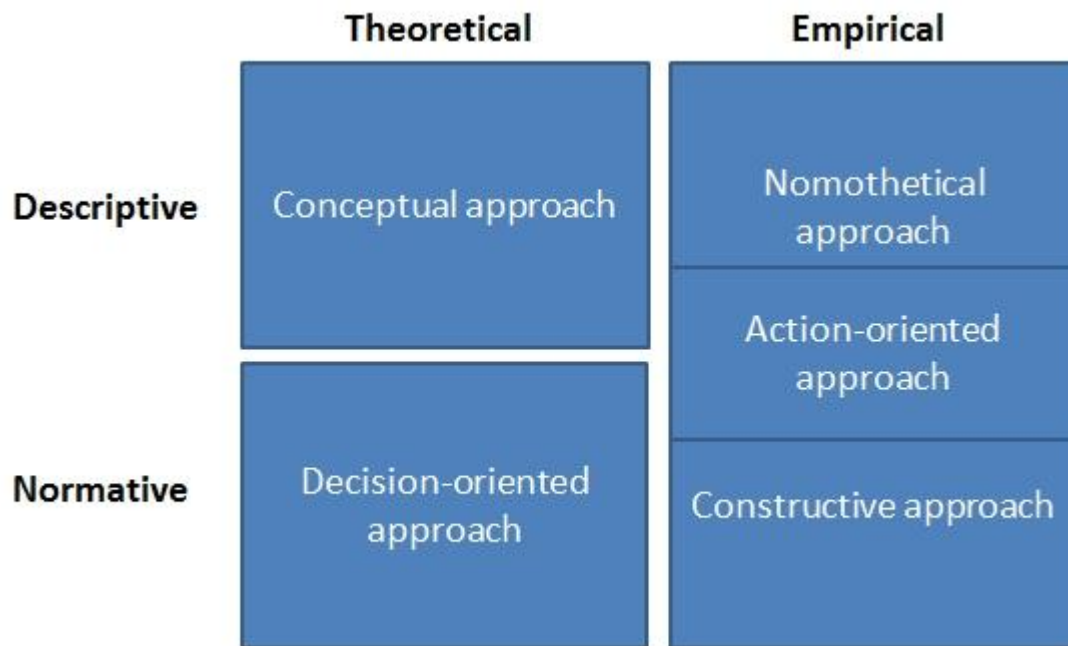 Theoretical Empirical
Descriptive
Conceptual approach
Nomothetical
approach
Action-oriented
approach
Normative
Decision-oriented
approach
Constructive approach